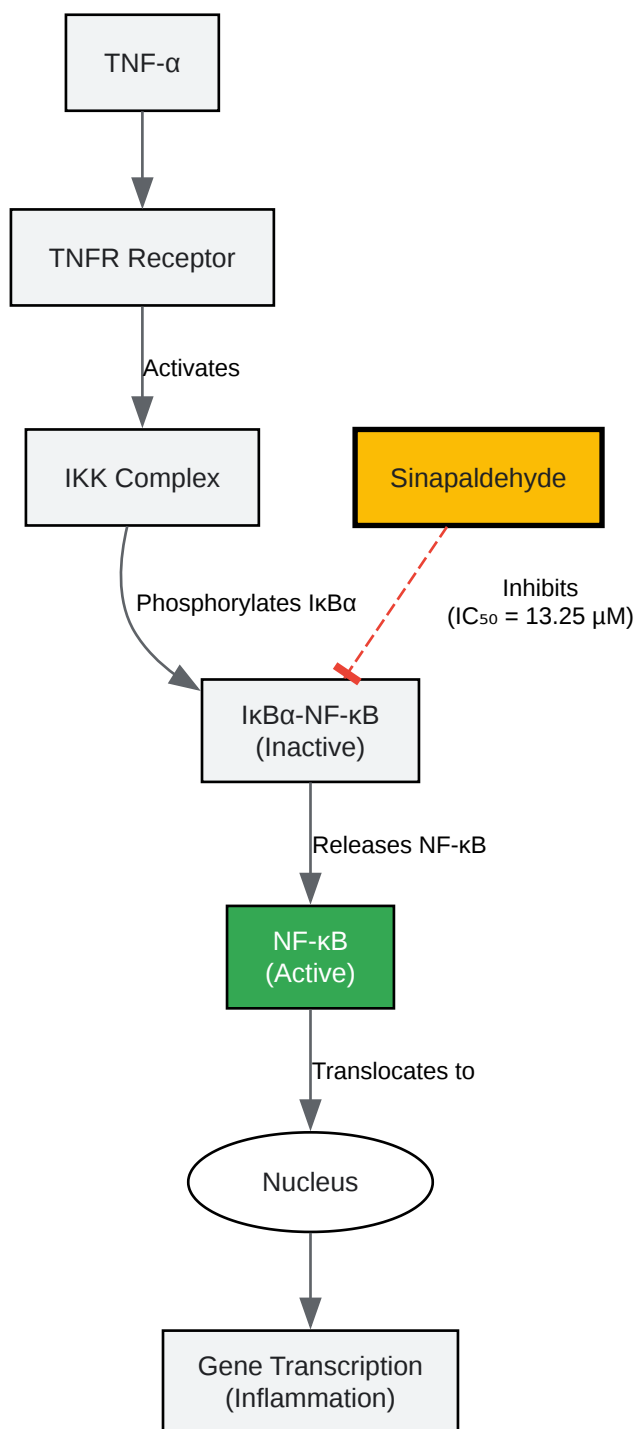 TNF-α
TNFR Receptor
Activates
IKK Complex
Sinapaldehyde
Phosphorylates IκBα
Inhibits
(IC₅₀ = 13.25 µM)
IκBα-NF-κB
(Inactive)
Releases NF-κB
NF-κB
(Active)
Translocates to
Nucleus
Gene Transcription
(Inflammation)